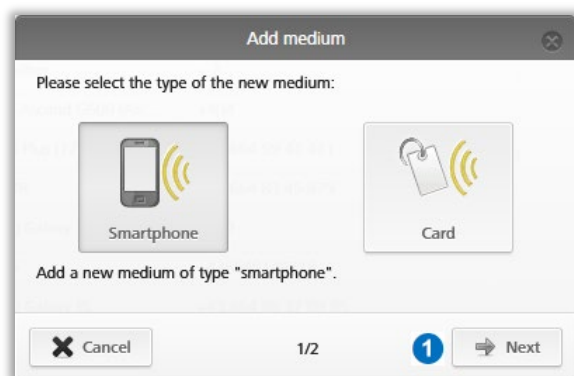 Add medium
Please select the type of the new medium:
Smartphone
Card
Add a new medium of type "smartphone".
Cancel
1/2
1
Next